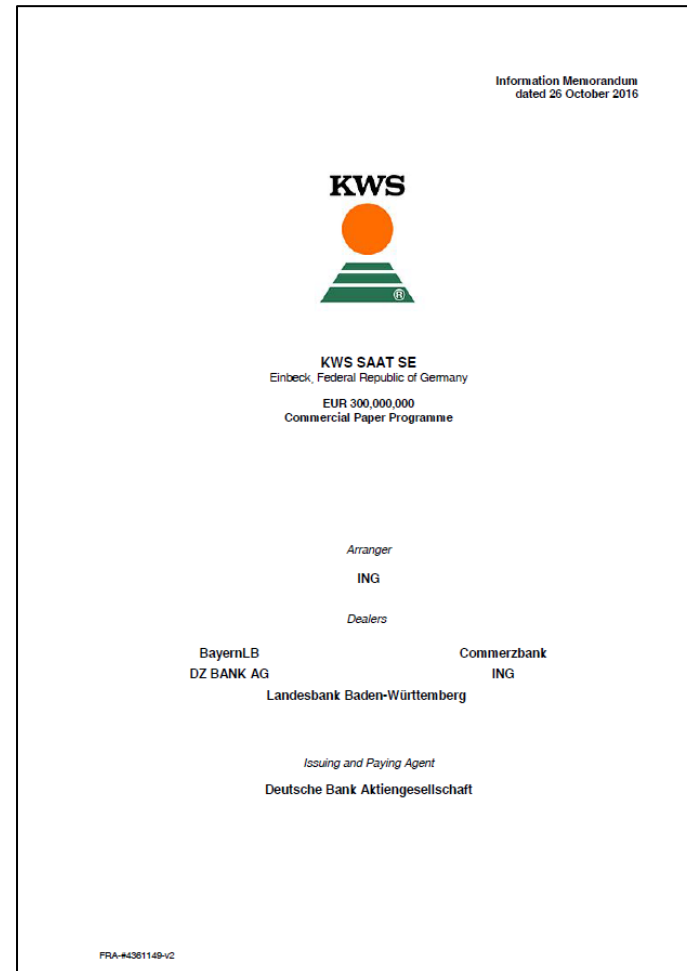 Information Memorandum
dated 26 October 2016
KWS
®
KWS SAAT SE
Einbeck, Federal Republic of Germany
EUR 300,000,000
Commercial Paper Programme
Arranger
ING
Dealers
BayernLB Commerzbank
DZ BANK AG ING
Landesbank Baden-Württemberg
Issuing and Paying Agent
Deutsche Bank Aktiengesellschaft
FRA-#4361149-v2